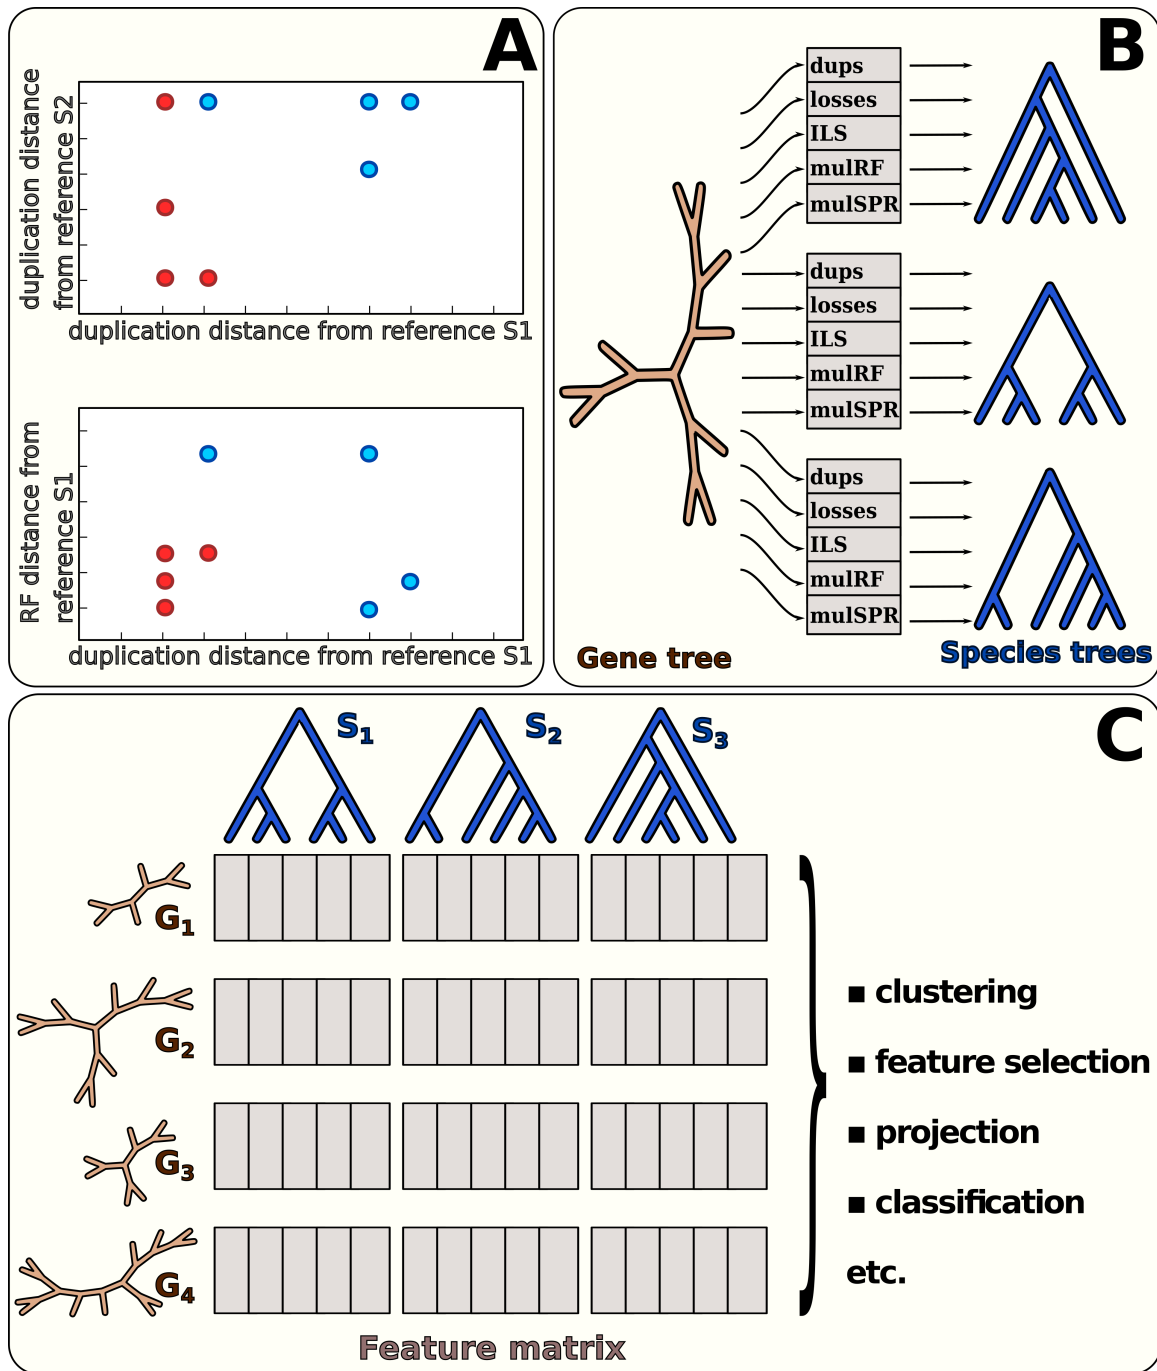 A
duplication distance
from reference S2
duplication distance from reference S1
RF distance from
reference S1
duplication distance from reference S1
B
dups
losses
ILS
mulRF
mulSPR
dups
losses
ILS
mulRF
mulSPR
dups
losses
ILS
mulRF
mulSPR
Gene tree
Species trees
C
S1
S2
S3
G1
G2
G3
G4
■ clustering
■ feature selection
■ projection
■ classification
etc.
Feature matrix